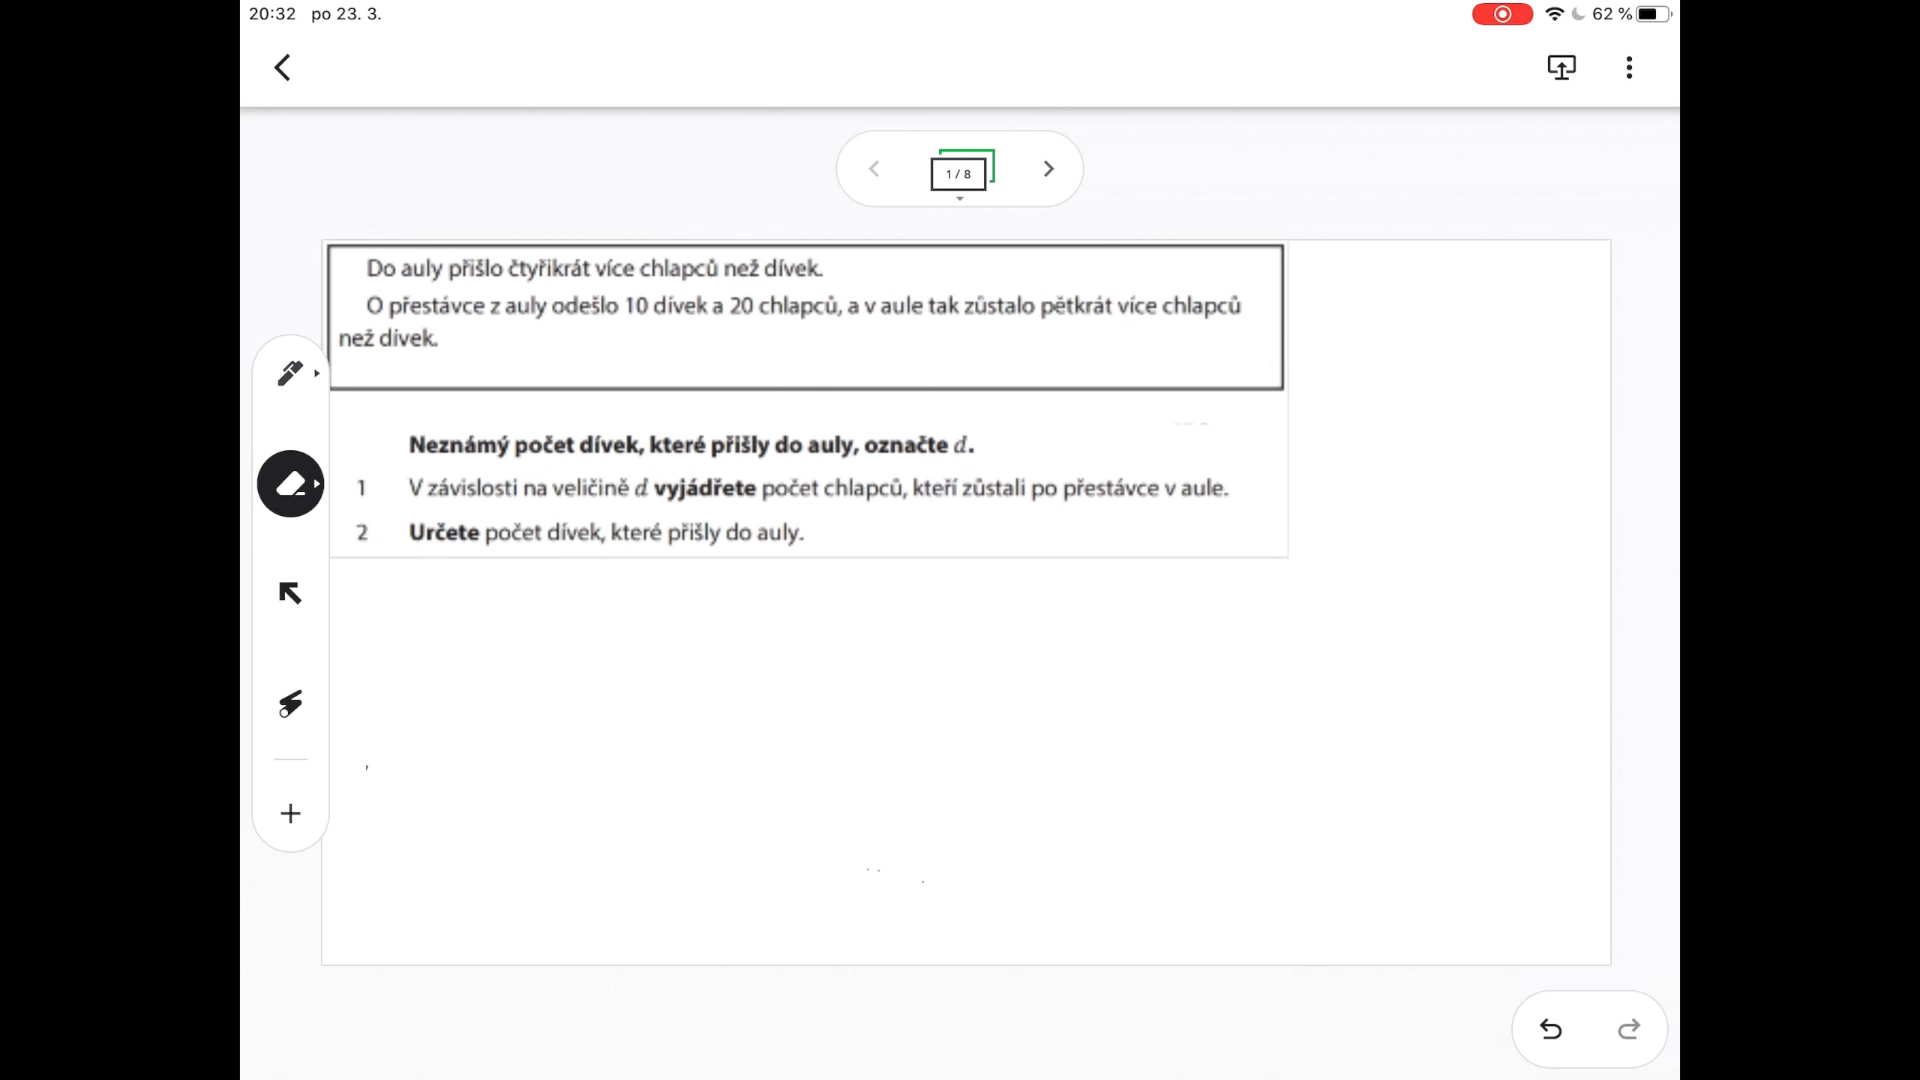 20:32 po 23. 3.
62 %
1 / 8
Do auly přišlo čtyřikrát více chlapců než dívek.
O přestávce z auly odešlo 10 dívek a 20 chlapců, a v aule tak zůstalo pětkrát více chlapců
než dívek.
Neznámý počet dívek, které přišly do auly, označte d.
1 V závislosti na veličině d vyjádřete počet chlapců, kteří zůstali po přestávce v aule.
2 Určete počet dívek, které přišly do auly.